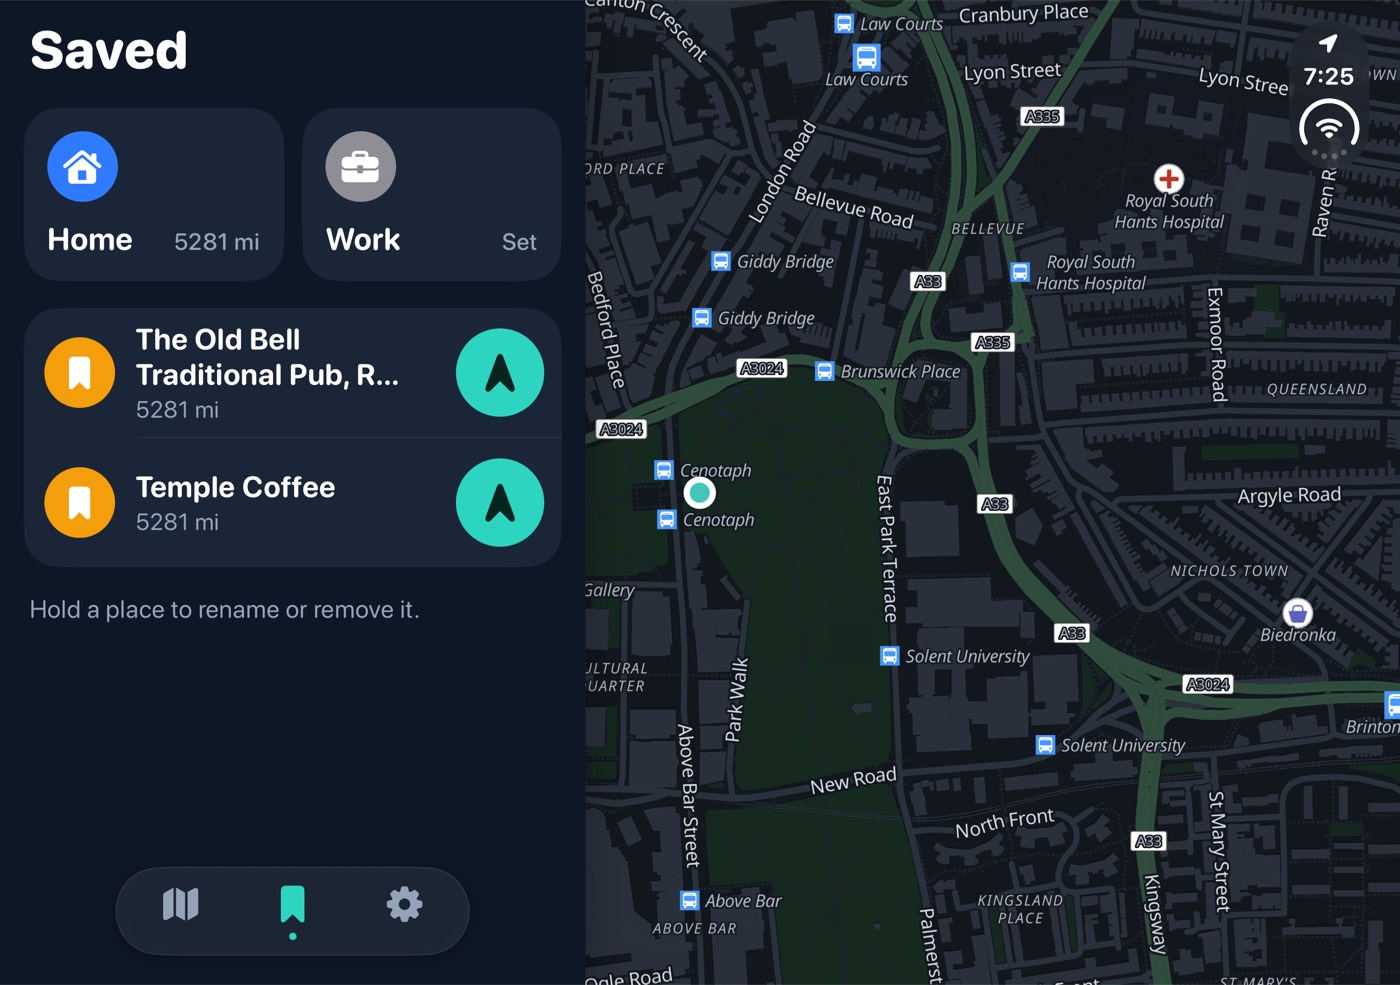 Saved
Home
5281 mi
Work
Set
The Old Bell
Traditional Pub, R...
5281 mi
Temple Coffee
5281 mi
Hold a place to rename or remove it.
Law Courts
Law Courts
Cranbury Place
Lyon Street
Lyon Stree
7:25
A335
London Road
ORD PLACE
Bellevue Road
BELLEVUE
Royal South
Hants Hospital
Raven R
Giddy Bridge
Royal South
Hants Hospital
A33
Giddy Bridge
Bedford Place
Exmoor Road
A335
A3024
Brunswick Place
QUEENSLAND
A3024
Cenotaph
Cenotaph
East Park Terrace
A33
Argyle Road
NICHOLS TOWN
Gallery
Biedronka
A33
Solent University
ULTURAL
UARTER
Park Walk
A3024
Brinton
Solent University
Above Bar Street
New Road
North Front
St Mary Street
A33
Kingsway
Above Bar
ABOVE BAR
KINGSLAND
PLACE
Palmerst
Ogle Road
ST MARY'S